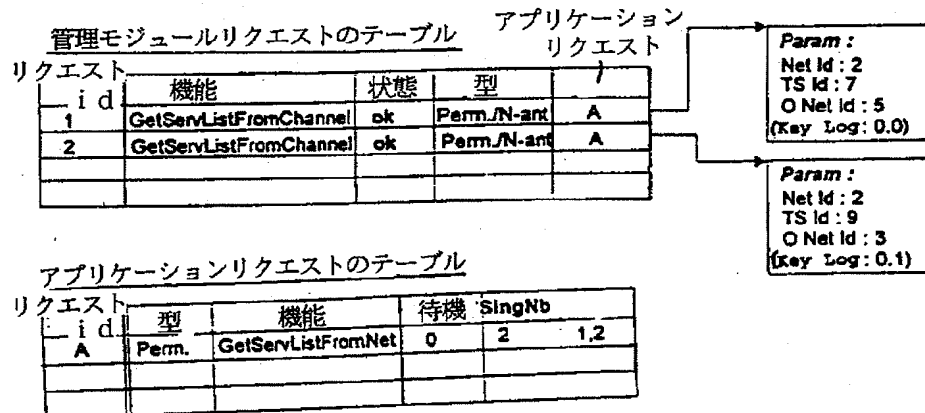 管理モジュールリクエストのテーブル
アプリケーション
リクエスト
リクエスト
id 機能 状態 型
1 GetServListFromChannel ok Perm./N-ant A
2 GetServListFromChannel ok Perm./N-ant A
Param :
Net Id : 2
TS Id : 7
O Net Id : 5
(Key Log: 0.0)
Param :
Net Id : 2
TS Id : 9
O Net Id : 3
(Key Log: 0.1)
アプリケーションリクエストのテーブル
リクエスト
id 型 機能 待機 SingNb
A Perm. GetServListFromNet 0 2 1,2